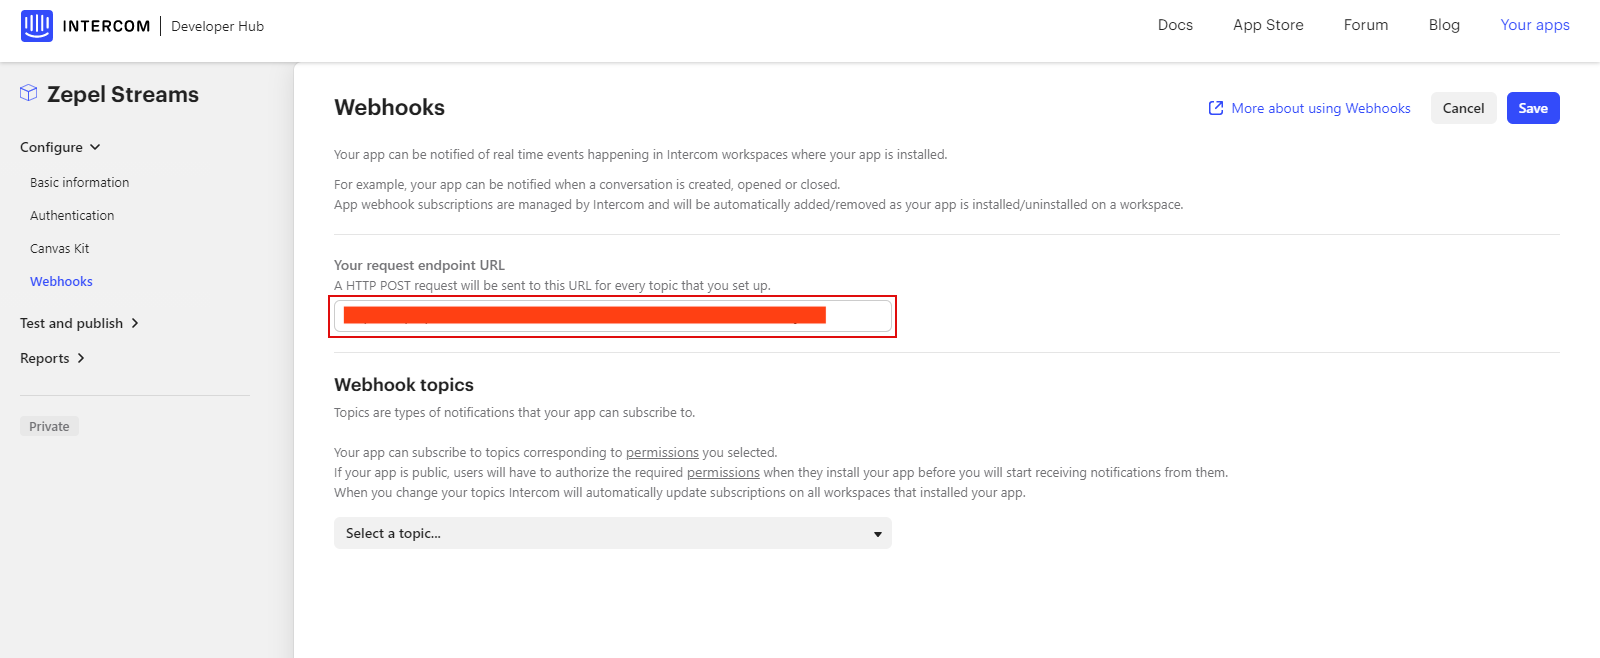 INTERCOM
Developer Hub
Docs
App Store
Forum
Blog
Your apps
Zepel Streams
Configure
Basic information
Authentication
Canvas Kit
Webhooks
Test and publish
Reports
Private
Webhooks
More about using Webhooks
Cancel
Save
Your app can be notified of real time events happening in Intercom workspaces where your app is installed.
For example, your app can be notified when a conversation is created, opened or closed.
App webhook subscriptions are managed by Intercom and will be automatically added/removed as your app is installed/uninstalled on a workspace.
Your request endpoint URL
A HTTP POST request will be sent to this URL for every topic that you set up.
Webhook topics
Topics are types of notifications that your app can subscribe to.
Your app can subscribe to topics corresponding to permissions you selected.
If your app is public, users will have to authorize the required permissions when they install your app before you will start receiving notifications from them.
When you change your topics Intercom will automatically update subscriptions on all workspaces that installed your app.
Select a topic...